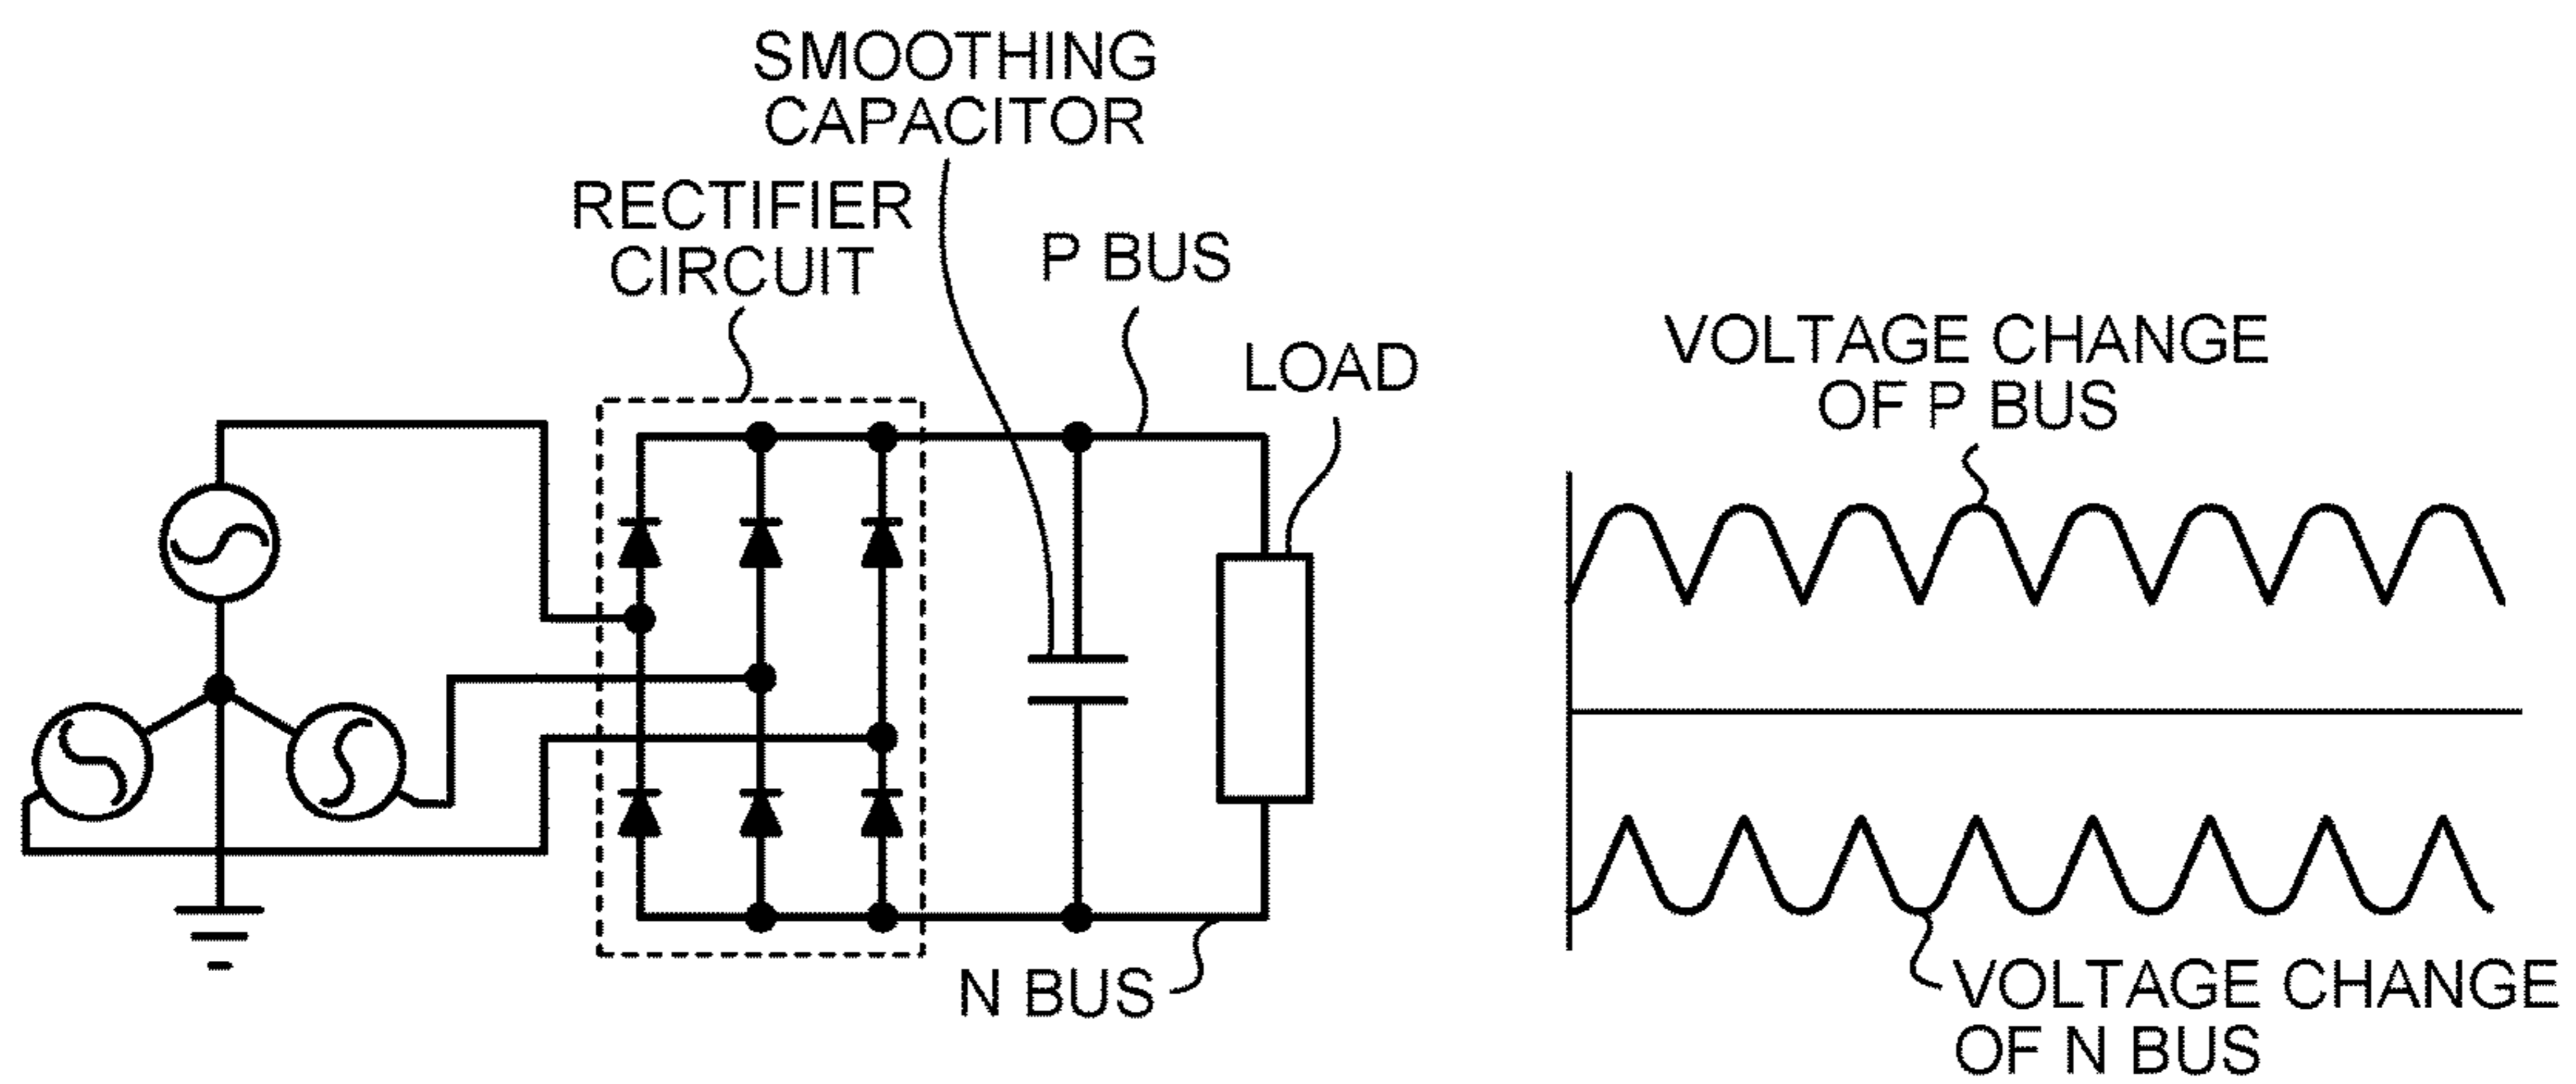 SMOOTHING
CAPACITOR
RECTIFIER
CIRCUIT
P BUS
LOAD
N BUS
VOLTAGE CHANGE
OF P BUS
VOLTAGE CHANGE
OF N BUS